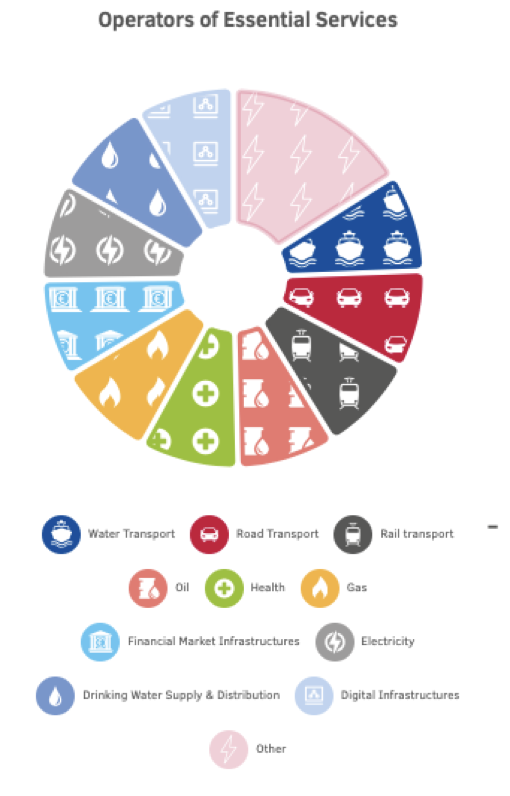 Operators of Essential Services
Water Transport Road Transport Rail transport
Oil Health Gas
Financial Market Infrastructures Electricity
Drinking Water Supply & Distribution Digital Infrastructures
Other